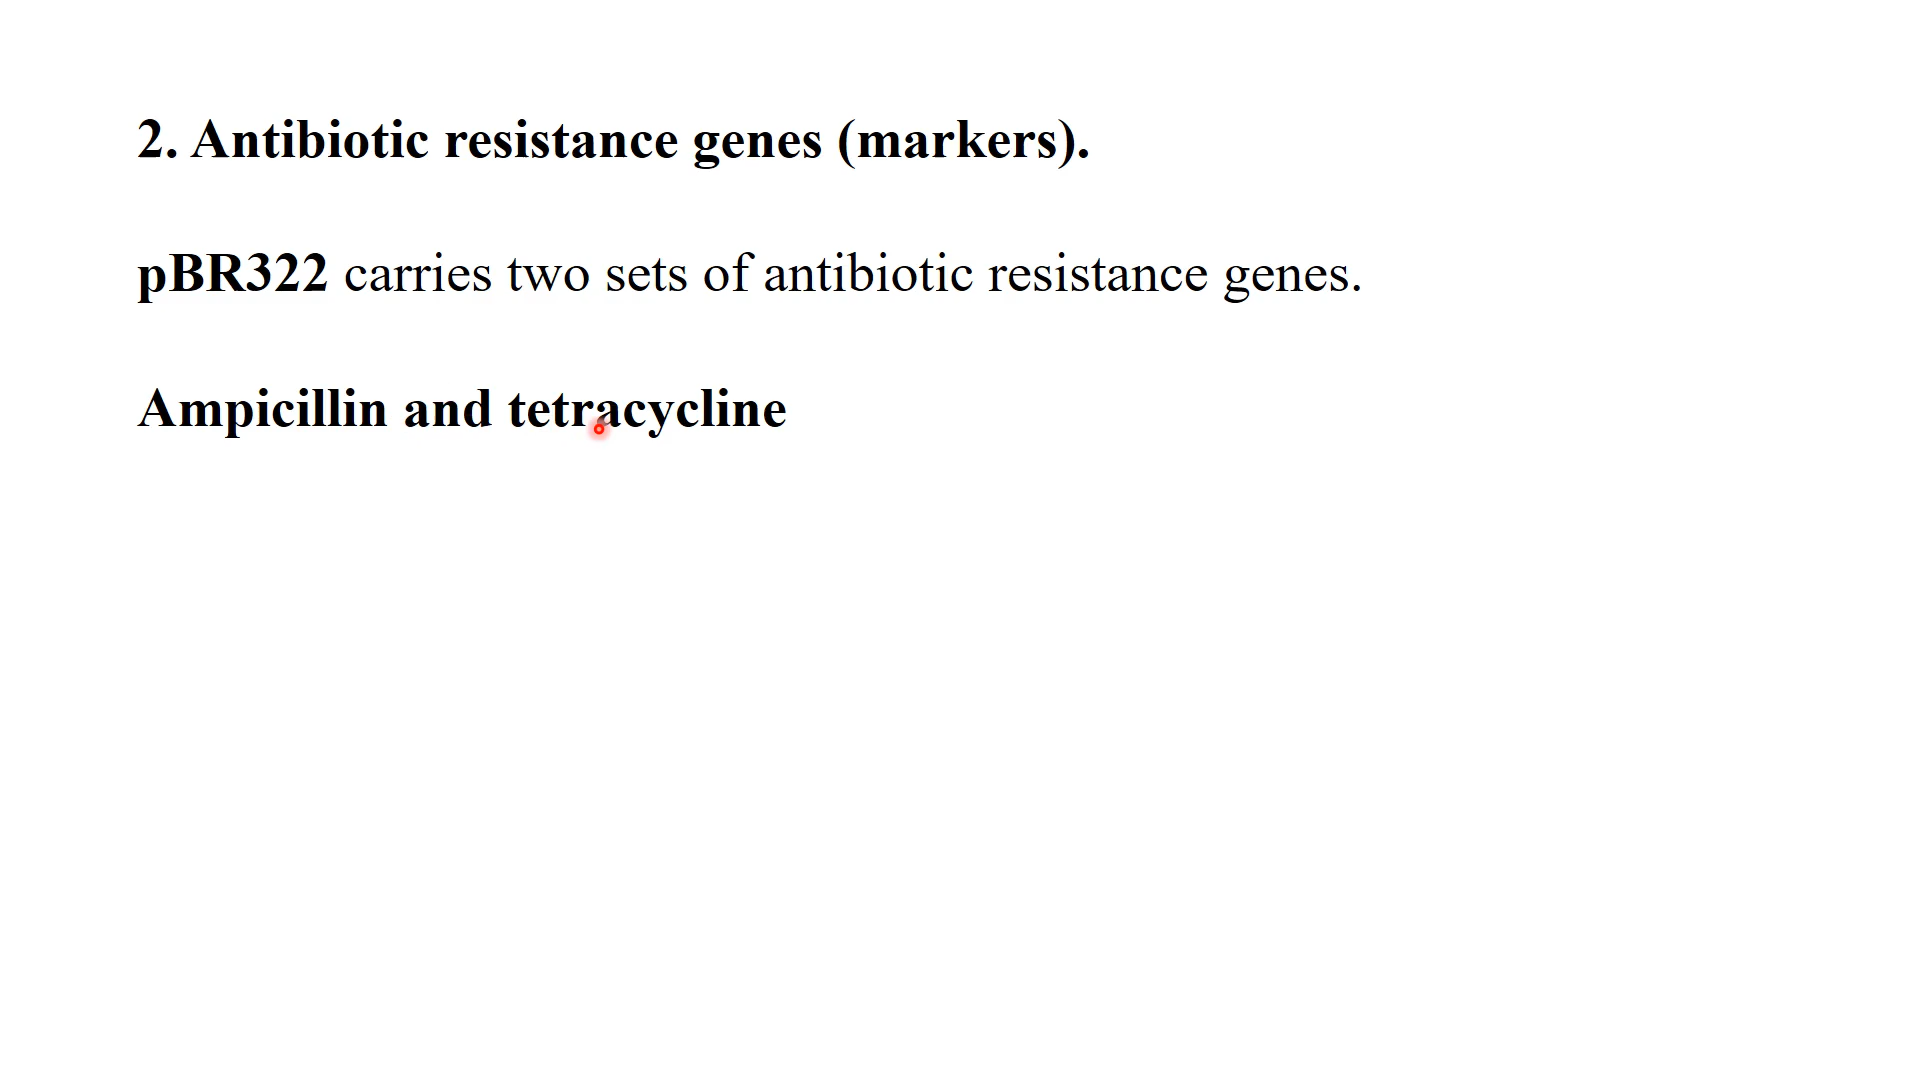 2. Antibiotic resistance genes (markers).
pBR322 carries two sets of antibiotic resistance genes.
Ampicillin and tetracycline